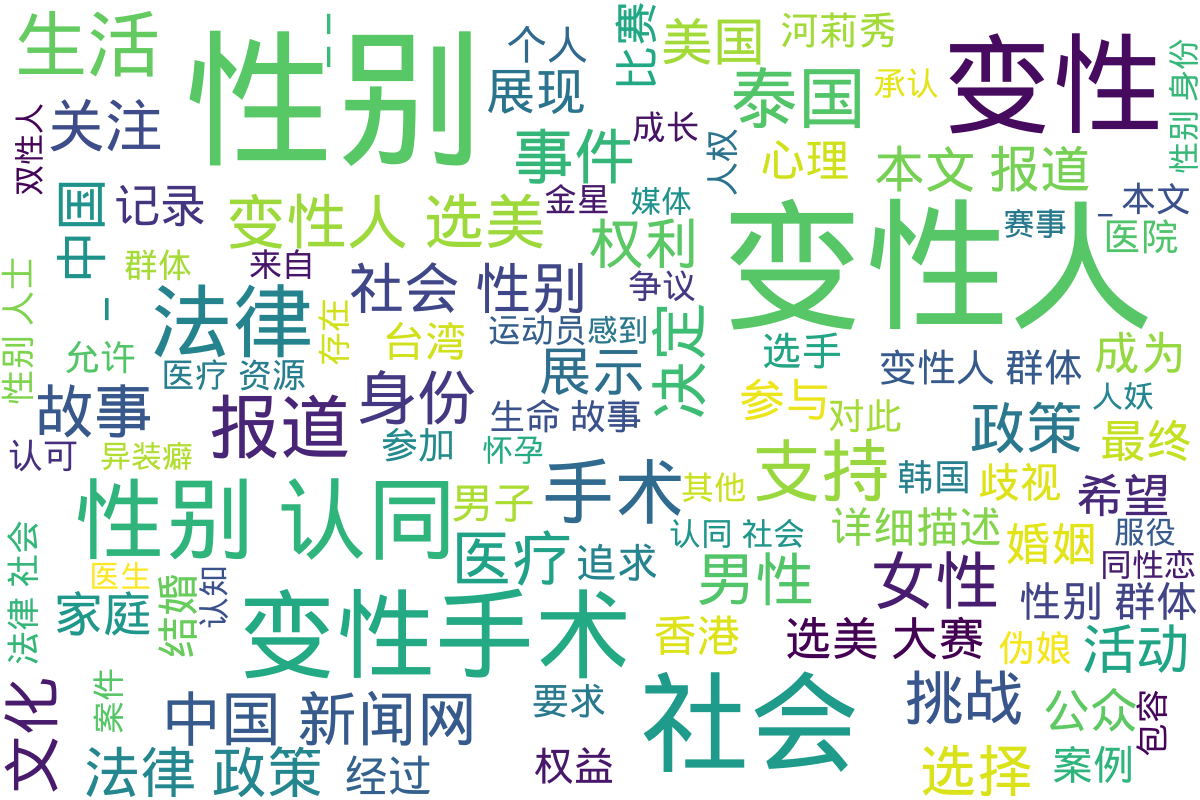 生活
性别
个人
比赛
美国
河莉秀
变性
性别 身份
双性人
关注
展现
泰国
承认
事件
成长
人权
心理
本文 报道
中国
记录
变性人 选美
金星
媒体
权利
赛事
_ 本文
医院
性别 人士
群体
来自
社会 性别
争议
变性人
法律
存在
台湾
运动员
感到
决定
选手
允许
医疗 资源
展示
变性人 群体
成为
故事
报道
身份
生命 故事
参与
对此
人妖
政策
最终
认可
异装癖
参加
怀孕
性别 认同
男子
手术
其他
支持
韩国
歧视
希望
法律 社会
医疗
追求
认同 社会
详细描述
婚姻
服役
医生
结婚
认知
男性
女性
同性恋
家庭
变性手术
香港
选美 大赛
性别 群体
伪娘
活动
文化
案件
中国 新闻网
要求
社会
挑战
公众
包容
法律 政策
经过
权益
选择
案例